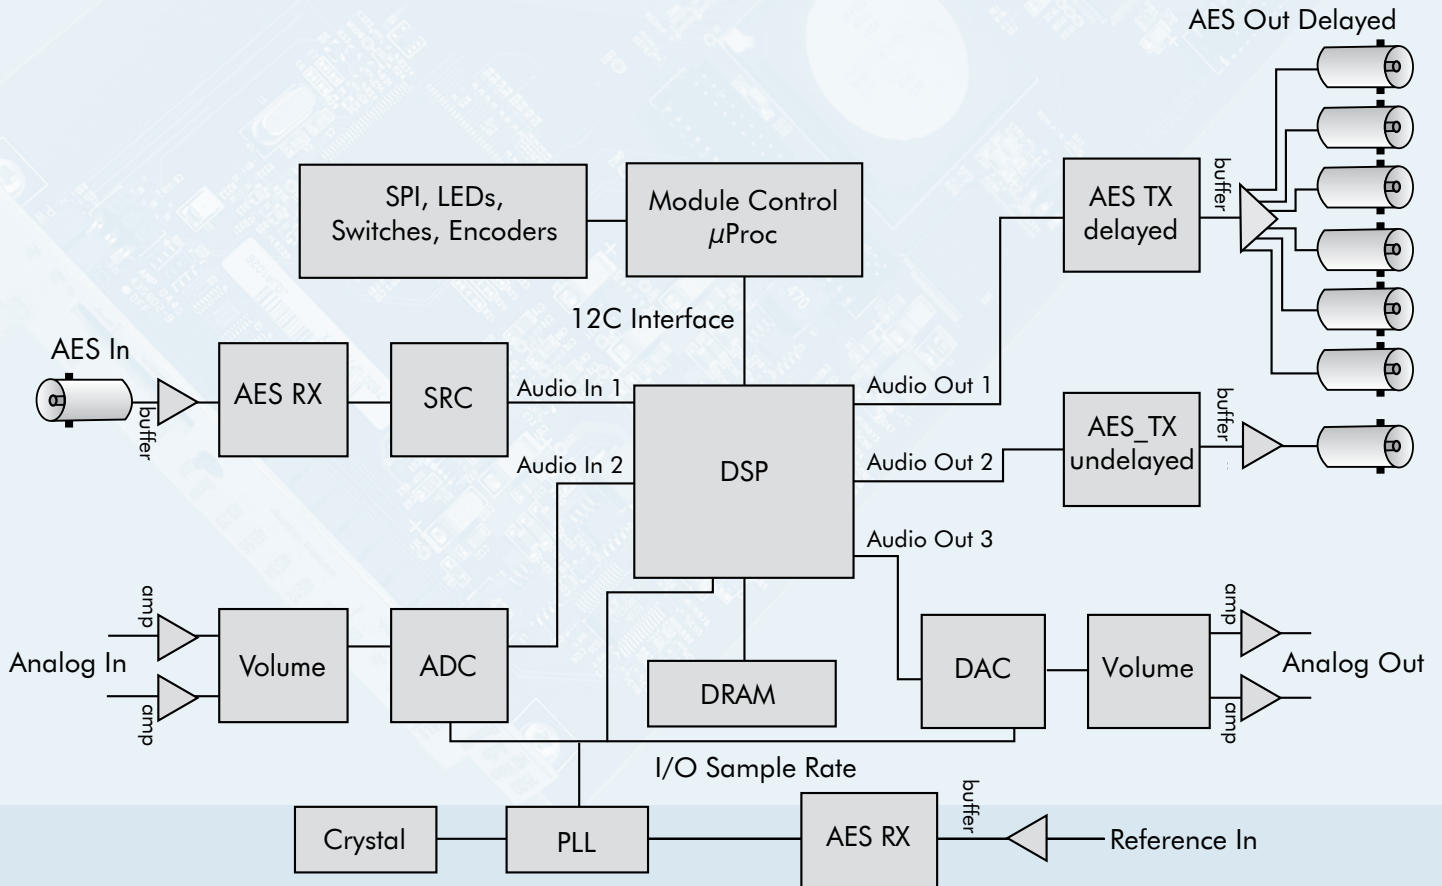 AES Out Delayed
SPI, LEDs,
Switches, Encoders
Module Control
µProc
AES TX
delayed
buffer
12C Interface
AES In
buffer
AES RX
SRC
Audio In 1
Audio In 2
DSP
Audio Out 1
Audio Out 2
Audio Out 3
AES_TX
undelayed
buffer
Analog In
amp
amp
Volume
ADC
DRAM
DAC
Volume
amp
amp
Analog Out
I/O Sample Rate
Crystal
PLL
AES RX
buffer
Reference In